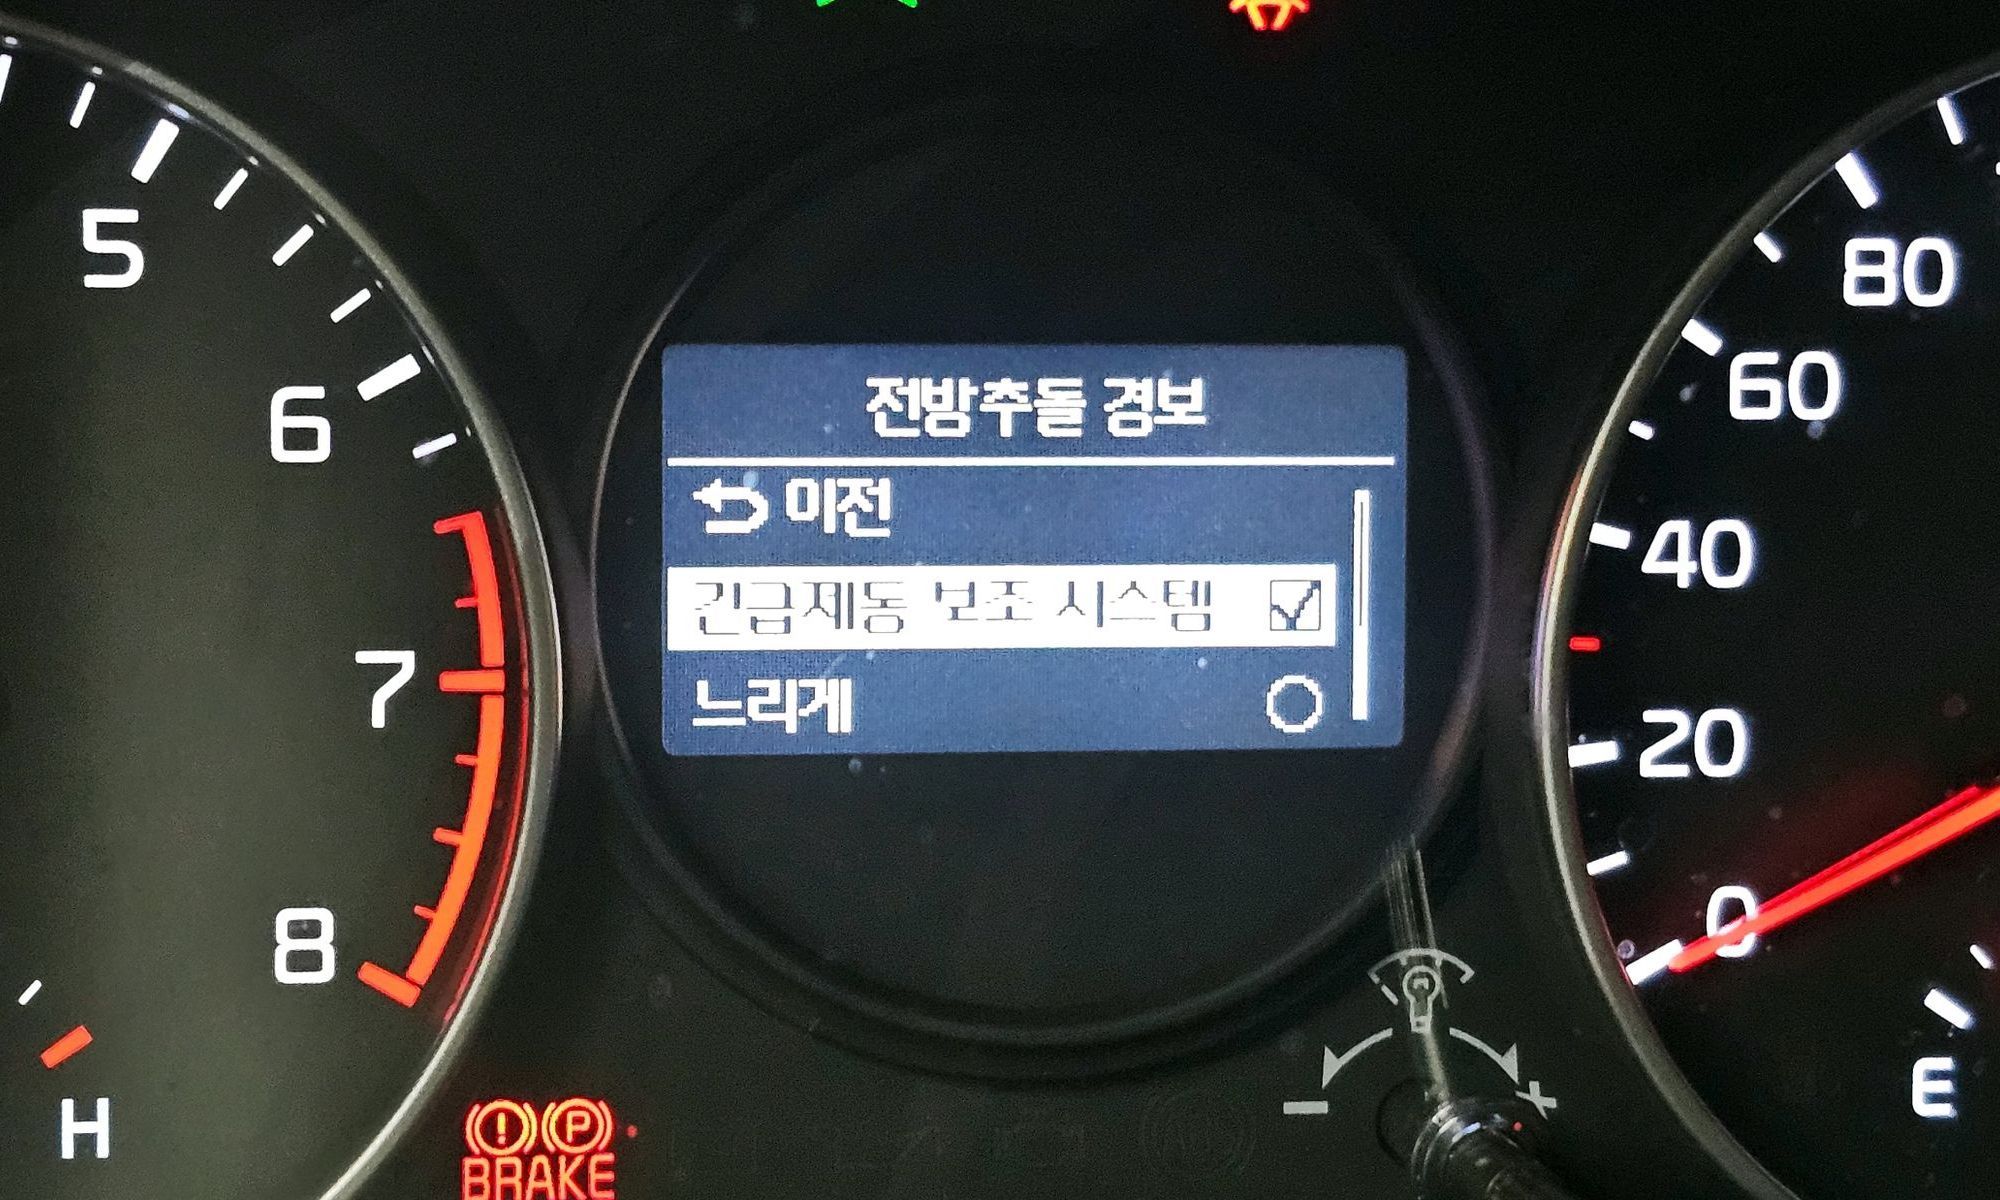 전방추돌 경보
이전
긴급제동 보조 시스템
느리게
5
6
7
8
H
80
60
40
20
0
E
- +
! P
BRAKE